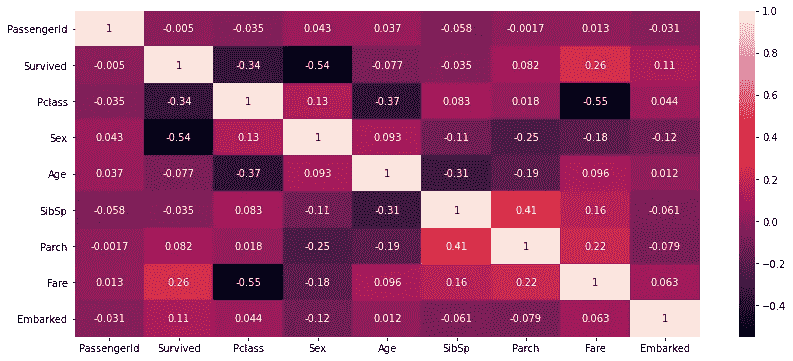 PassengerId 1 -0.005 -0.035 0.043 0.037 -0.058 -0.0017 0.013 -0.031
Survived -0.005 1 -0.34 -0.54 -0.077 -0.035 0.082 0.26 0.11
Pclass -0.035 -0.34 1 0.13 -0.37 0.083 0.018 -0.55 0.044
Sex 0.043 -0.54 0.13 1 0.093 -0.11 -0.25 -0.18 -0.12
Age 0.037 -0.077 -0.37 0.093 1 -0.31 -0.19 0.096 0.012
SibSp -0.058 -0.035 0.083 -0.11 -0.31 1 0.41 0.16 -0.061
Parch -0.0017 0.082 0.018 -0.25 -0.19 0.41 1 0.22 -0.079
Fare 0.013 0.26 -0.55 -0.18 0.096 0.16 0.22 1 0.063
Embarked -0.031 0.11 0.044 -0.12 0.012 -0.061 -0.079 0.063 1
PassengerId Survived Pclass Sex Age SibSp Parch Fare Embarked
1.0
0.8
0.6
0.4
0.2
0.0
−0.2
−0.4